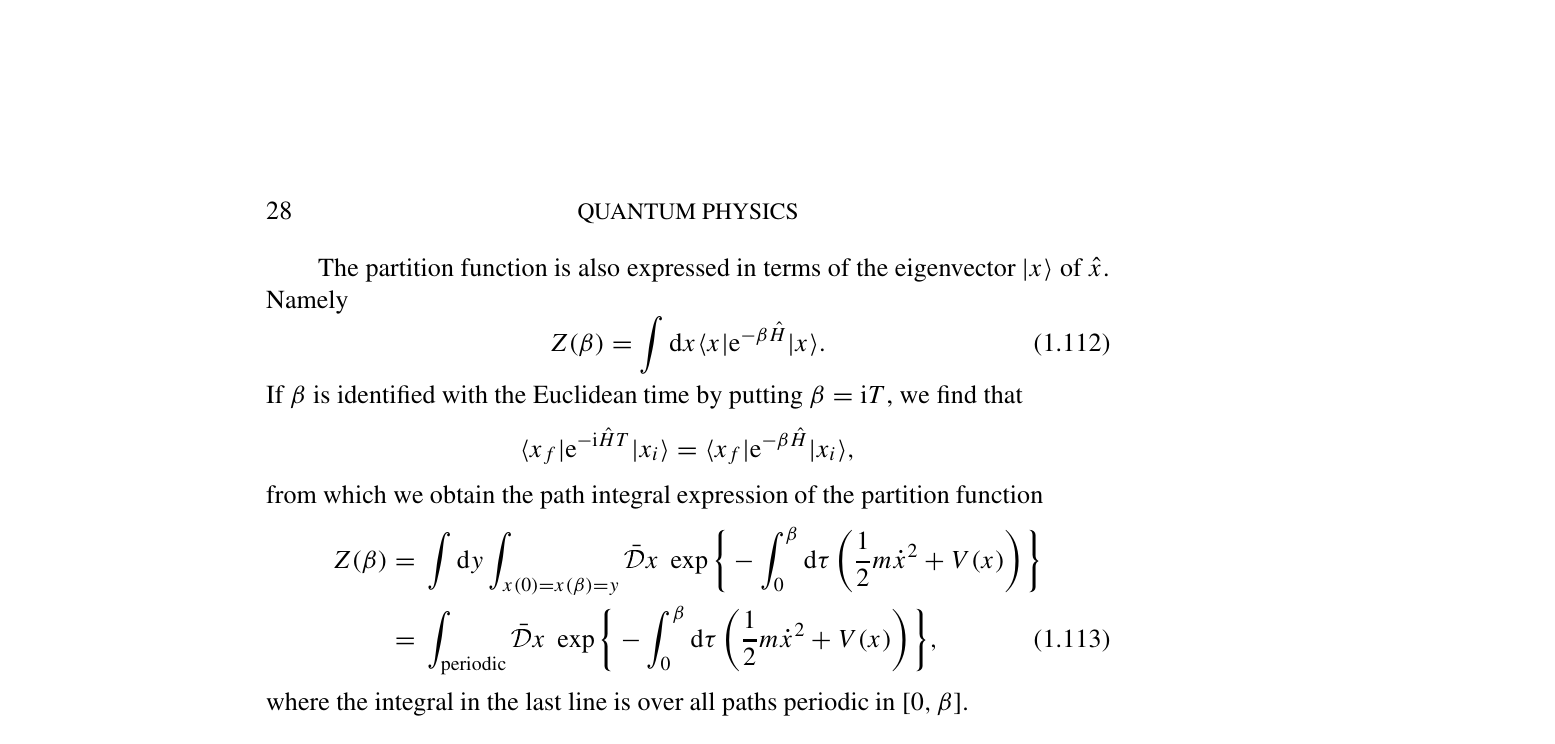 28 QUANTUM PHYSICS
The partition function is also expressed in terms of the eigenvector |x⟩ of x̂.
Namely
Z(β) = ∫ dx⟨x|e^{−βĤ}|x⟩. (1.112)
If β is identified with the Euclidean time by putting β = iT, we find that
⟨x_f|e^{−iĤT}|x_i⟩ = ⟨x_f|e^{−βĤ}|x_i⟩,
from which we obtain the path integral expression of the partition function
Z(β) = ∫ dy ∫_{x(0)=x(β)=y} 𝒟̄x exp{ − ∫_0^β dτ ( \frac{1}{2}mẋ² + V(x) ) }
= ∫_{periodic} 𝒟̄x exp{ − ∫_0^β dτ ( \frac{1}{2}mẋ² + V(x) ) }, (1.113)
where the integral in the last line is over all paths periodic in [0, β].